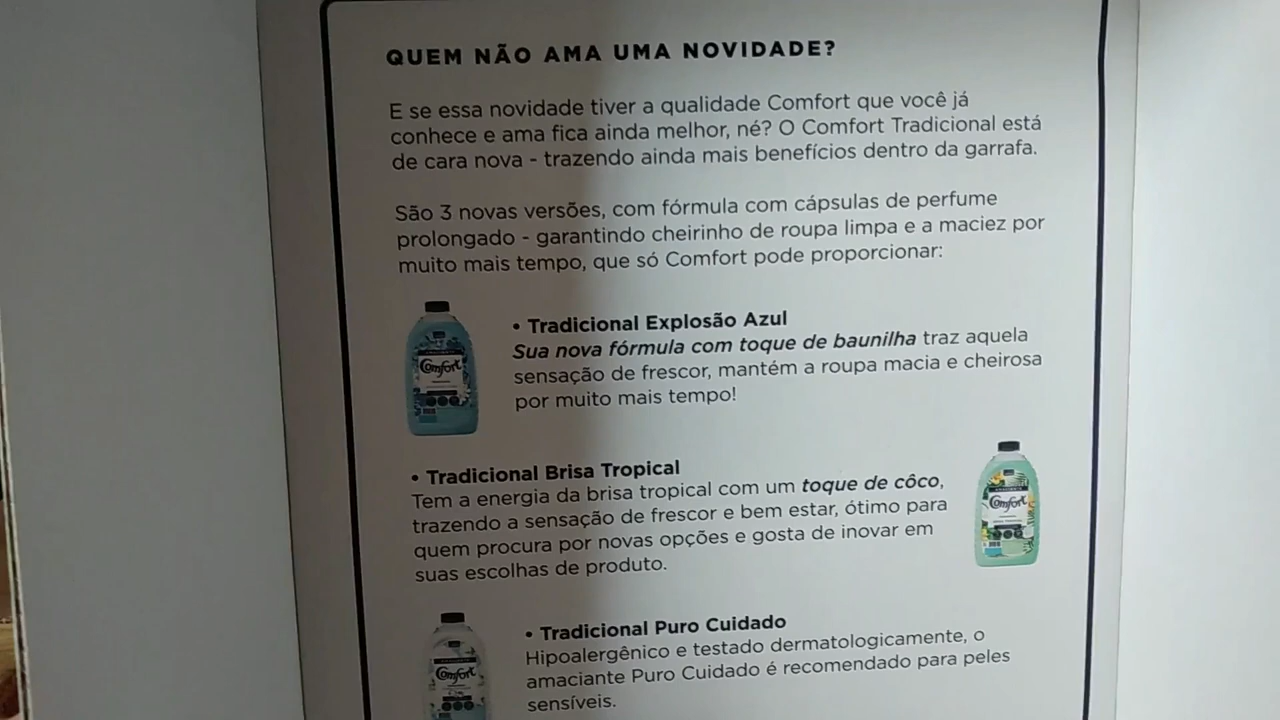 QUEM NÃO AMA UMA NOVIDADE?
E se essa novidade tiver a qualidade Comfort que você já
conhece e ama fica ainda melhor, né? O Comfort Tradicional está
de cara nova - trazendo ainda mais benefícios dentro da garrafa.
São 3 novas versões, com fórmula com cápsulas de perfume
prolongado - garantindo cheirinho de roupa limpa e a maciez por
muito mais tempo, que só Comfort pode proporcionar:
• Tradicional Explosão Azul
Sua nova fórmula com toque de baunilha traz aquela
sensação de frescor, mantém a roupa macia e cheirosa
por muito mais tempo!
Comfort
• Tradicional Brisa Tropical
Tem a energia da brisa tropical com um toque de côco,
trazendo a sensação de frescor e bem estar, ótimo para
quem procura por novas opções e gosta de inovar em
suas escolhas de produto.
Comfort
• Tradicional Puro Cuidado
Hipoalergênico e testado dermatologicamente, o
amaciante Puro Cuidado é recomendado para peles
sensíveis.
Comfort